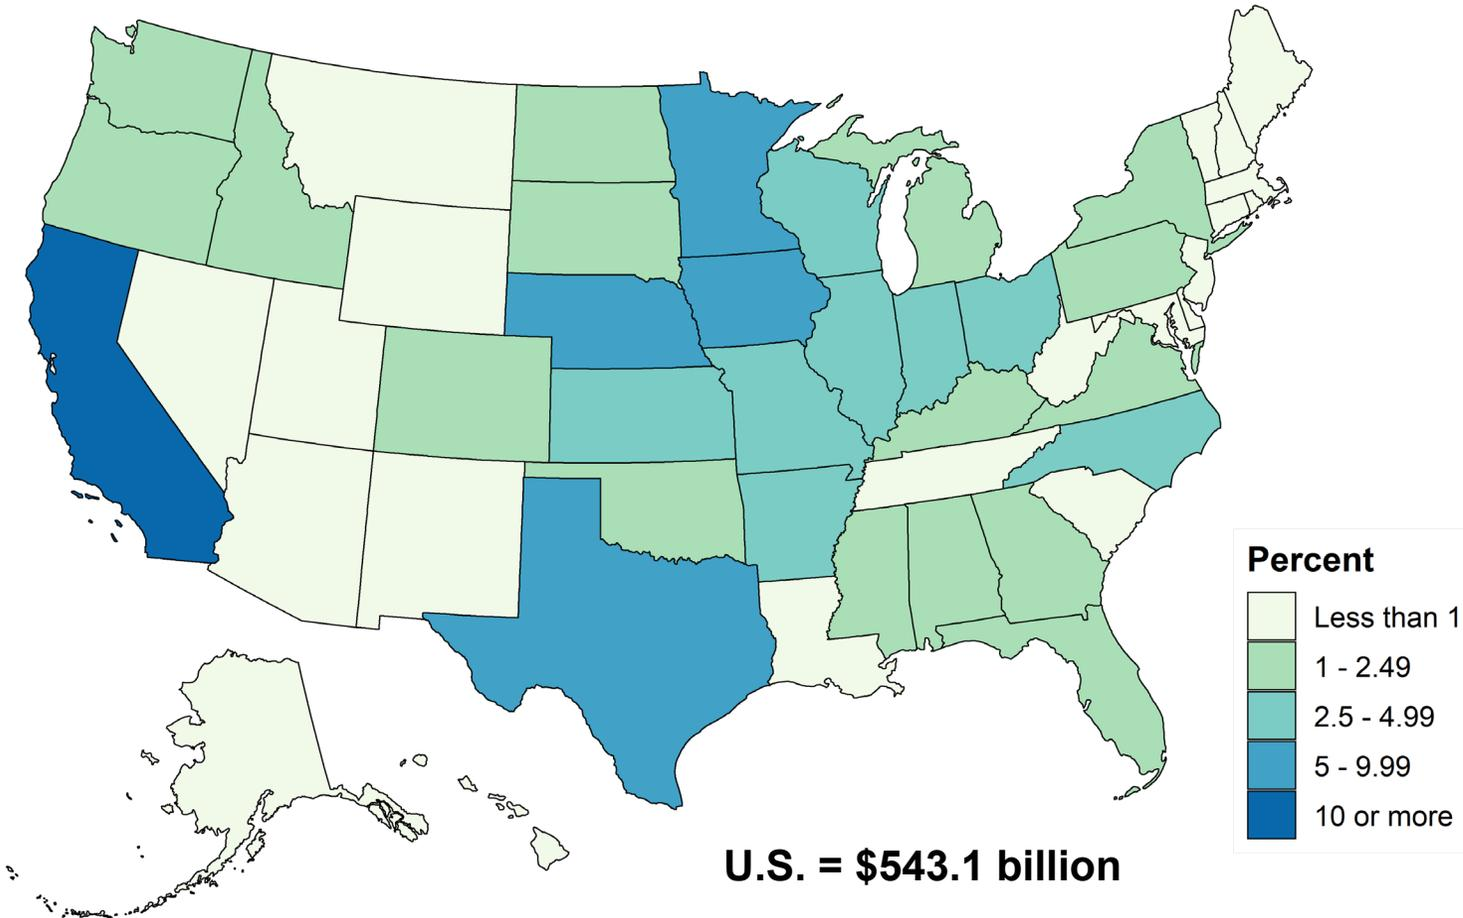 Percent
Less than 1
1 - 2.49
2.5 - 4.99
5 - 9.99
10 or more
U.S. = $543.1 billion